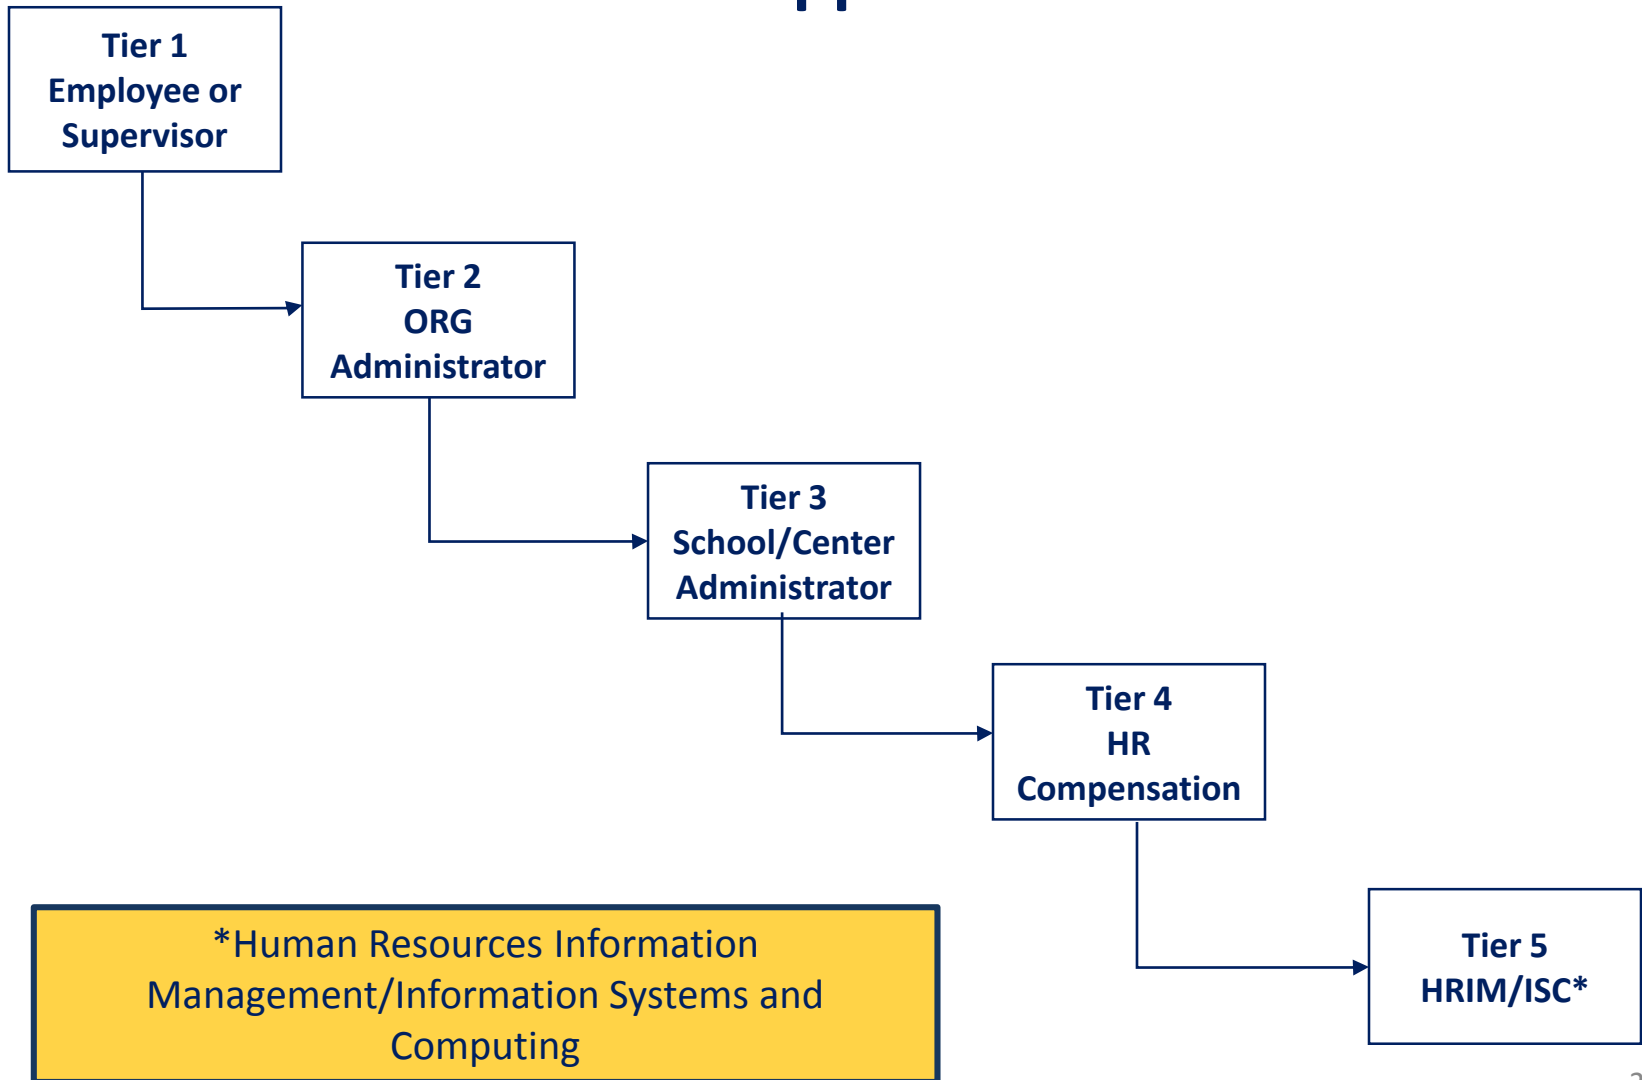 Tier 1
Employee or
Supervisor
Tier 2
ORG
Administrator
Tier 3
School/Center
Administrator
Tier 4
HR
Compensation
Tier 5
HRIM/ISC*
*Human Resources Information
Management/Information Systems and
Computing